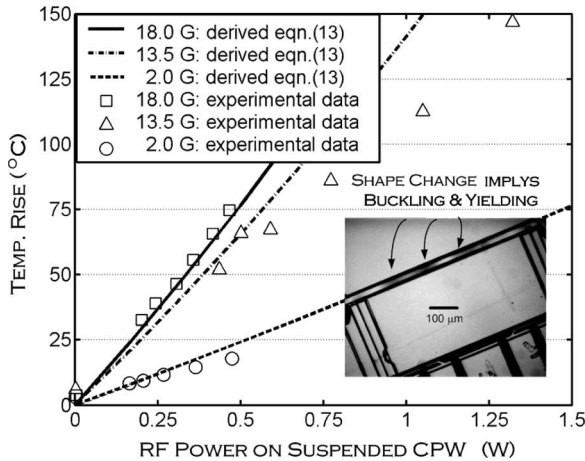 150
125
100
75
50
25
0
TEMP. RISE (°C)
18.0 G: derived eqn.(13)
13.5 G: derived eqn.(13)
2.0 G: derived eqn.(13)
18.0 G: experimental data
13.5 G: experimental data
2.0 G: experimental data
SHAPE CHANGE IMPLYS
BUCKLING & YIELDING
100 µm
0 0.25 0.5 0.75 1 1.25 1.5
RF POWER ON SUSPENDED CPW (W)